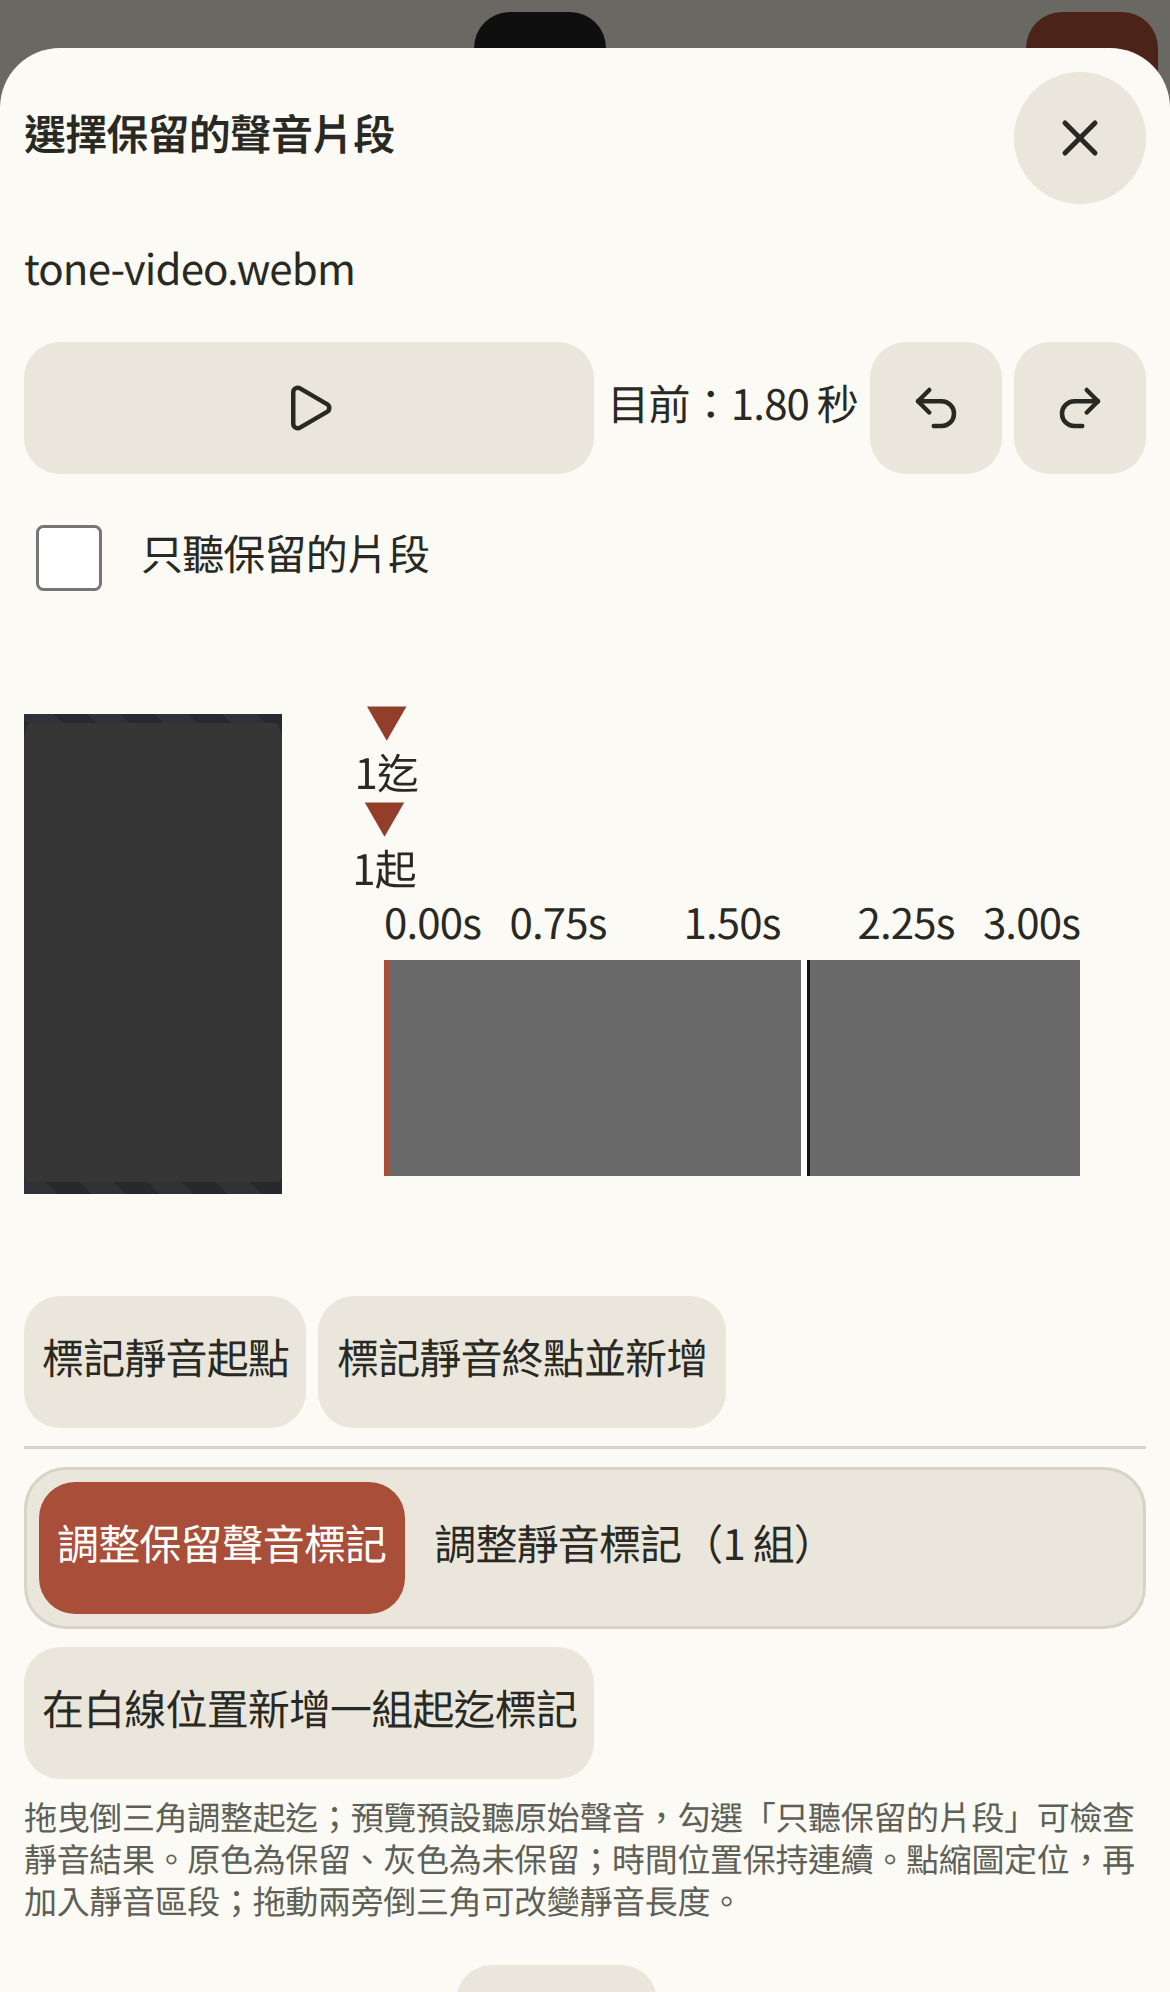 選擇保留的聲音片段
tone-video.webm
目前：1.80 秒
只聽保留的片段
1迄
1起
0.00s 0.75s 1.50s 2.25s 3.00s
標記靜音起點 標記靜音終點並新增
調整保留聲音標記 調整靜音標記（1 組）
在白線位置新增一組起迄標記
拖曳倒三角調整起迄；預覽預設聽原始聲音，勾選「只聽保留的片段」可檢查
靜音結果。原色為保留、灰色為未保留；時間位置保持連續。點縮圖定位，再
加入靜音區段；拖動兩旁倒三角可改變靜音長度。